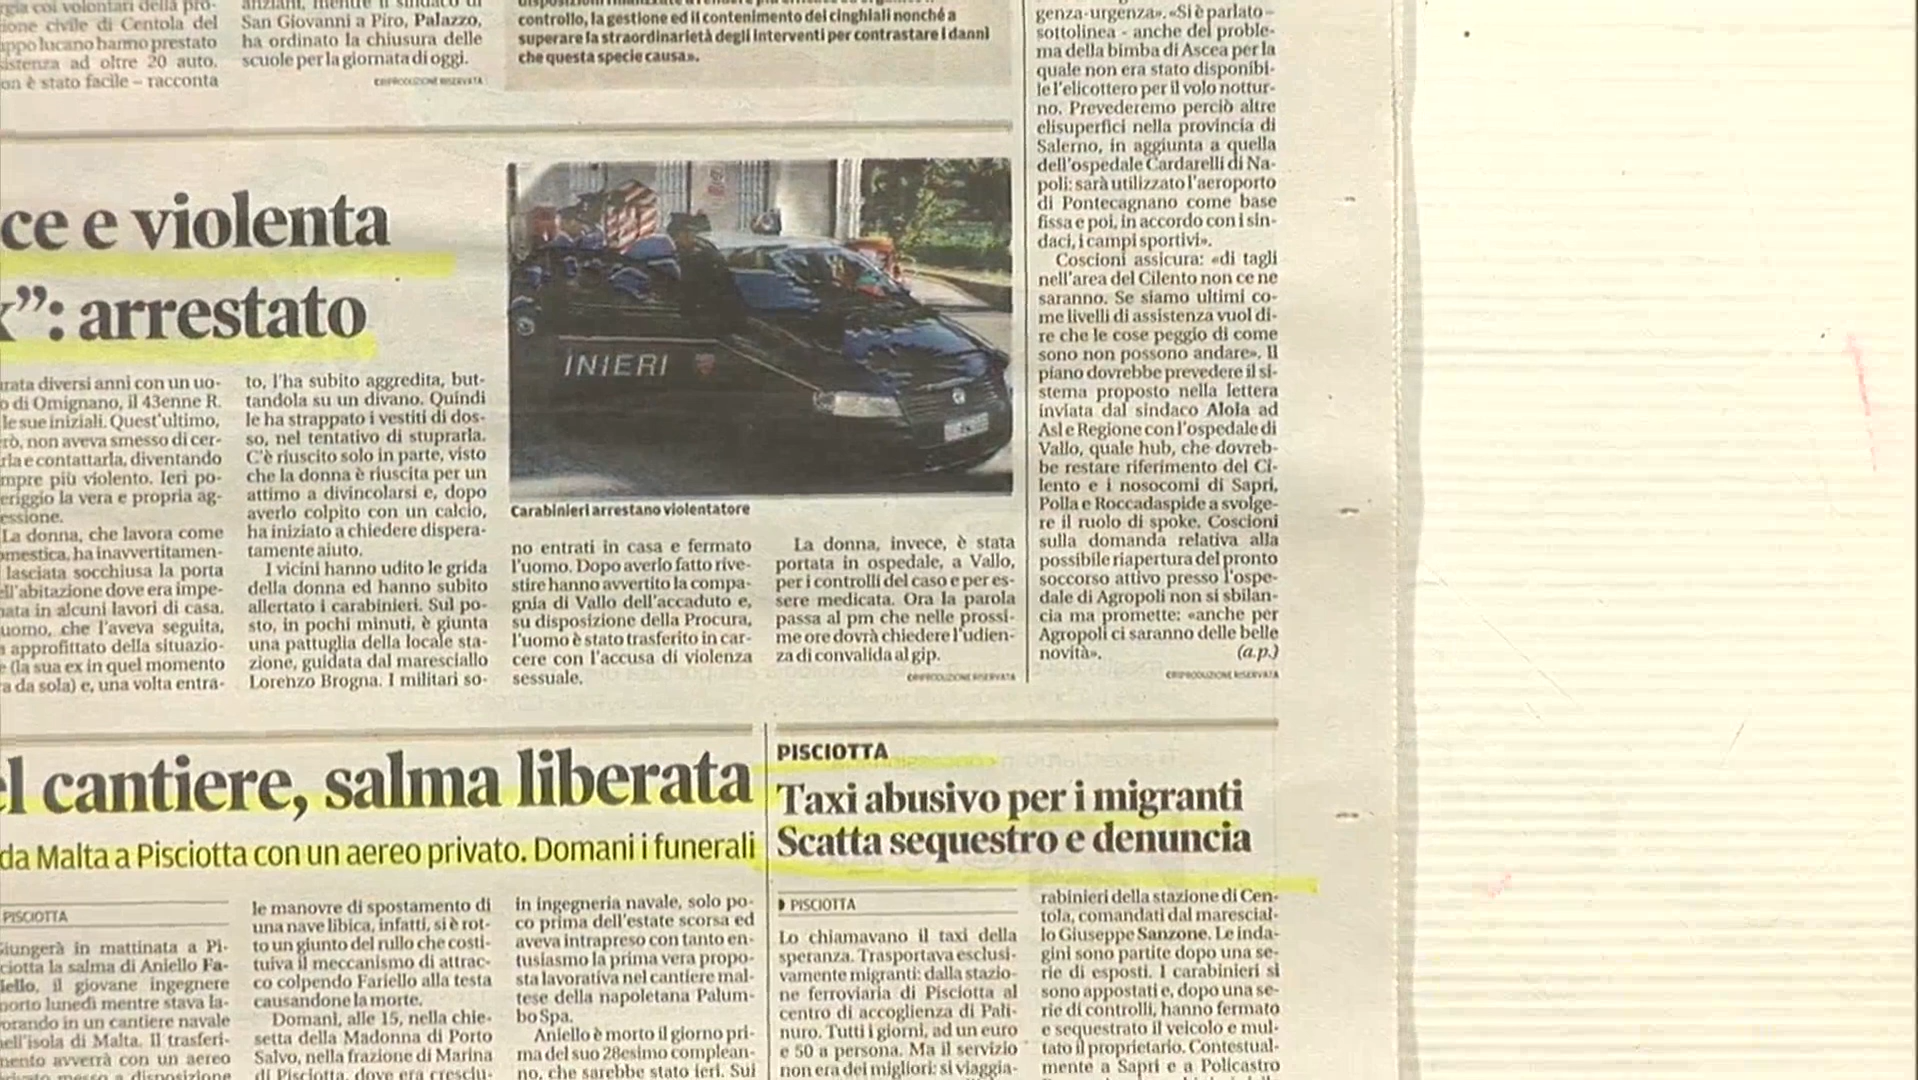 civile di Centola del
lucano hanno prestato
ad oltre 20 auto.
è stato facile – racconta
San Giovanni a Piro, Palazzo,
ha ordinato la chiusura delle
scuole per la giornata di oggi.
©RIPRODUZIONE RISERVATA
controllo, la gestione ed il contenimento dei cinghiali nonché a
superare la straordinarietà degli interventi per contrastare i danni
che questa specie causa».
genza-urgenza». «Si è parlato –
sottolinea - anche del proble-
ma della bimba di Ascea per la
quale non era stato disponibi-
le l'elicottero per il volo nottur-
no. Prevederemo perciò altre
elisuperfici nella provincia di
Salerno, in aggiunta a quella
dell'ospedale Cardarelli di Na-
poli: sarà utilizzato l'aeroporto
di Pontecagnano come base
fissa e poi, in accordo con i sin-
daci, i campi sportivi».
Coscioni assicura: «di tagli
nell'area del Cilento non ce ne
saranno. Se siamo ultimi co-
me livelli di assistenza vuol di-
re che le cose peggio di come
sono non possono andare». Il
piano dovrebbe prevedere il si-
stema proposto nella lettera
inviata dal sindaco Aloia ad
Asl e Regione con l'ospedale di
Vallo, quale hub, che dovreb-
be restare riferimento del Ci-
lento e i nosocomi di Sapri,
Polla e Roccadaspide a svolge-
re il ruolo di spoke. Coscioni
sulla domanda relativa alla
possibile riapertura del pronto
soccorso attivo presso l'ospe-
dale di Agropoli non si sbilan-
cia ma promette: «anche per
Agropoli ci saranno delle belle
novità». (a.p.)
©RIPRODUZIONE RISERVATA
ce e violenta
”: arrestato
INIERI
Carabinieri arrestano violentatore
rata diversi anni con un uo-
o di Omignano, il 43enne R.
le sue iniziali. Quest'ultimo,
rò, non aveva smesso di cer-
rla e contattarla, diventando
mpre più violento. Ieri po-
eriggio la vera e propria ag-
essione.
La donna, che lavora come
omestica, ha inavvertitamen-
lasciata socchiusa la porta
ell'abitazione dove era impe-
nata in alcuni lavori di casa.
uomo, che l'aveva seguita,
a approfittato della situazio-
e (la sua ex in quel momento
a da sola) e, una volta entra-
to, l'ha subito aggredita, but-
tandola su un divano. Quindi
le ha strappato i vestiti di dos-
so, nel tentativo di stuprarla.
C'è riuscito solo in parte, visto
che la donna è riuscita per un
attimo a divincolarsi e, dopo
averlo colpito con un calcio,
ha iniziato a chiedere dispera-
tamente aiuto.
I vicini hanno udito le grida
della donna ed hanno subito
allertato i carabinieri. Sul po-
sto, in pochi minuti, è giunta
una pattuglia della locale sta-
zione, guidata dal maresciallo
Lorenzo Brogna. I militari so-
no entrati in casa e fermato
l'uomo. Dopo averlo fatto rive-
stire hanno avvertito la compa-
gnia di Vallo dell'accaduto e,
su disposizione della Procura,
l'uomo è stato trasferito in car-
cere con l'accusa di violenza
sessuale.
La donna, invece, è stata
portata in ospedale, a Vallo,
per i controlli del caso e per es-
sere medicata. Ora la parola
passa al pm che nelle prossi-
me ore dovrà chiedere l'udien-
za di convalida al gip.
©RIPRODUZIONE RISERVATA
el cantiere, salma liberata
da Malta a Pisciotta con un aereo privato. Domani i funerali
PISCIOTTA
Giungerà in mattinata a Pi-
sciotta la salma di Aniello Fa-
riello, il giovane ingegnere
morto lunedì mentre stava la-
vorando in un cantiere navale
nell'isola di Malta. Il trasferi-
mento avverrà con un aereo
privato messo a disposizione
le manovre di spostamento di
una nave libica, infatti, si è rot-
to un giunto del rullo che costi-
tuiva il meccanismo di attrac-
co colpendo Fariello alla testa
causandone la morte.
Domani, alle 15, nella chie-
setta della Madonna di Porto
Salvo, nella frazione di Marina
di Pisciotta, dove era cresciu-
in ingegneria navale, solo po-
co prima dell'estate scorsa ed
aveva intrapreso con tanto en-
tusiasmo la prima vera propo-
sta lavorativa nel cantiere mal-
tese della napoletana Palum-
bo Spa.
Aniello è morto il giorno pri-
ma del suo 28esimo complean-
no, che sarebbe stato ieri. Sui
PISCIOTTA
Taxi abusivo per i migranti
Scatta sequestro e denuncia
PISCIOTTA
Lo chiamavano il taxi della
speranza. Trasportava esclusi-
vamente migranti: dalla stazio-
ne ferroviaria di Pisciotta al
centro di accoglienza di Pali-
nuro. Tutti i giorni, ad un euro
e 50 a persona. Ma il servizio
non era dei migliori: si viaggia-
rabinieri della stazione di Cen-
tola, comandati dal marescial-
lo Giuseppe Sanzone. Le inda-
gini sono partite dopo una se-
rie di esposti. I carabinieri si
sono appostati e, dopo una se-
rie di controlli, hanno fermato
e sequestrato il veicolo e mul-
tato il proprietario. Contestual-
mente a Sapri e a Policastro